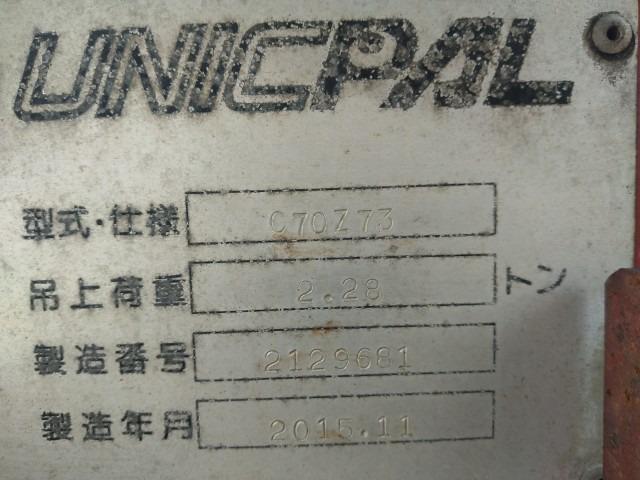 UNICPAL
型式・仕様 C70Z73
吊上荷重 2.28 トン
製造番号 2129681
製造年月 2015.11